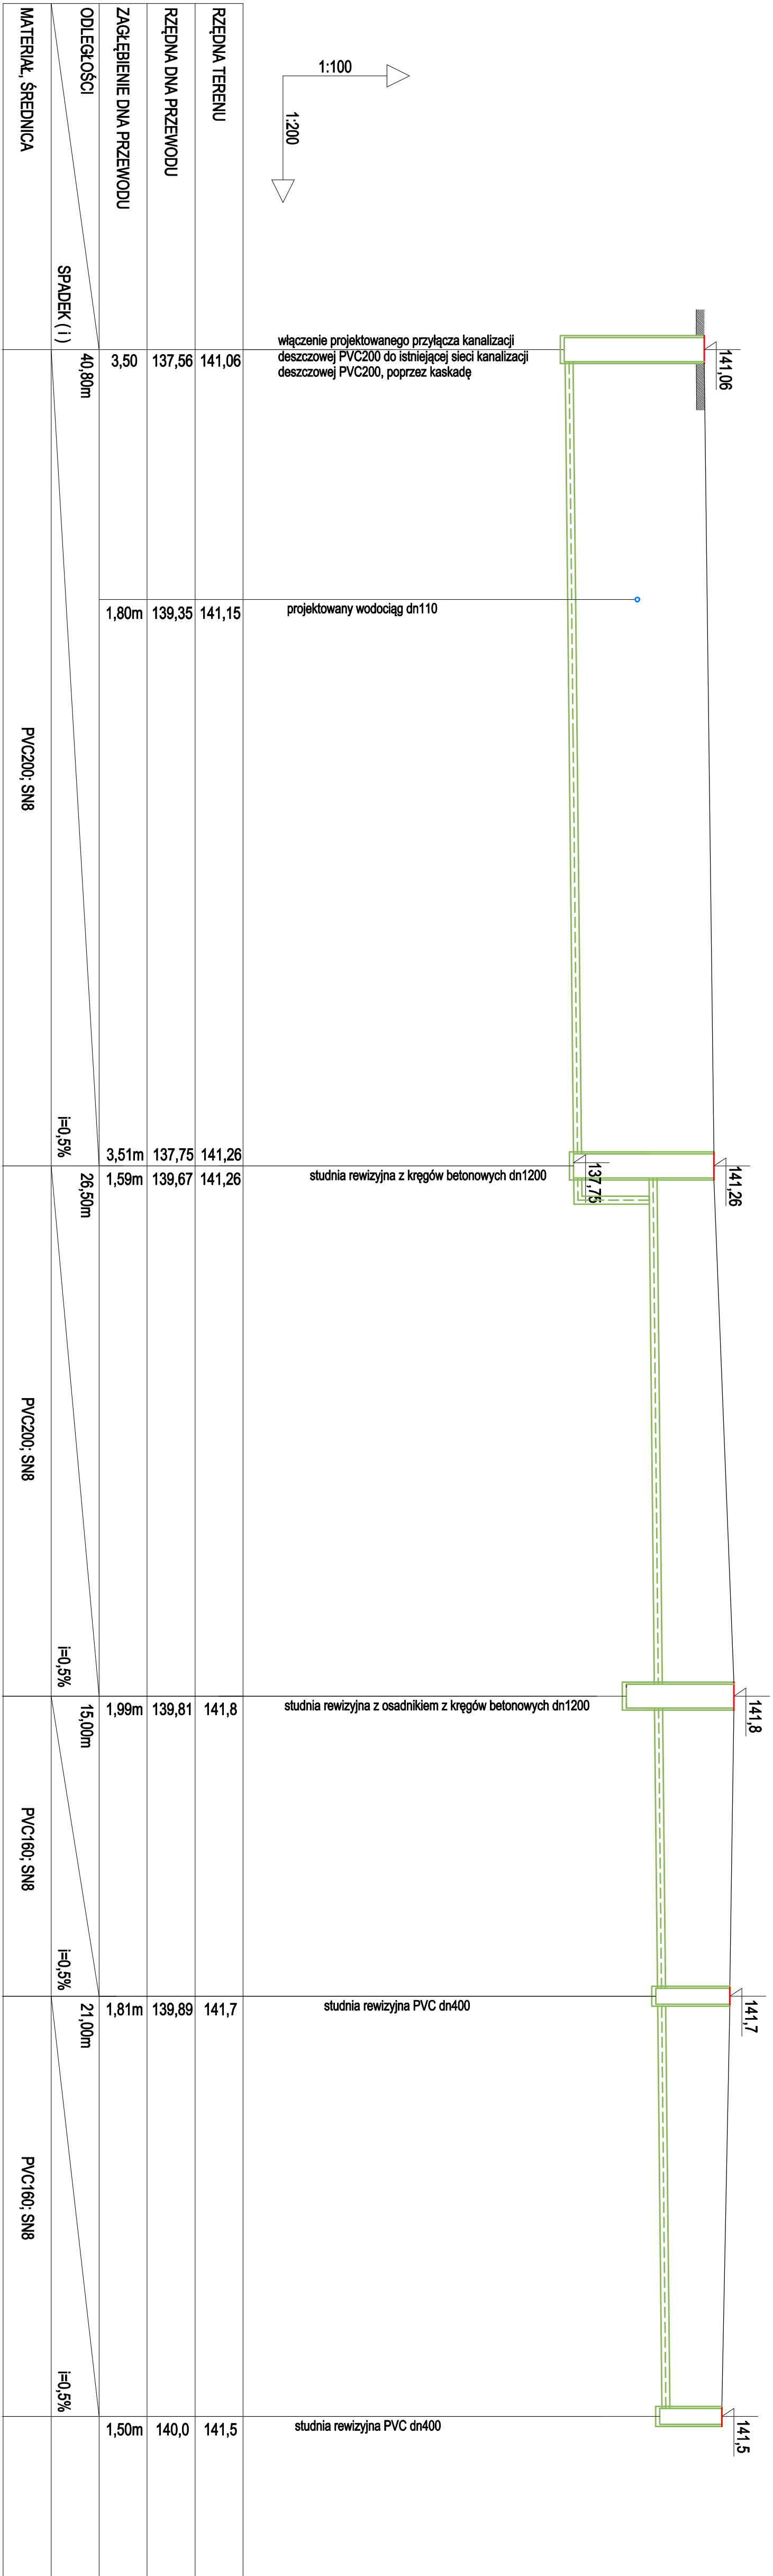 1:100
1:200
141,06
141,26
137,75
141,8
141,7
141,5
włączenie projektowanego przyłącza kanalizacji
deszczowej PVC200 do istniejącej sieci kanalizacji
deszczowej PVC200, poprzez kaskadę
projektowany wodociąg dn110
studnia rewizyjna z kręgów betonowych dn1200
studnia rewizyjna z osadnikiem z kręgów betonowych dn1200
studnia rewizyjna PVC dn400
studnia rewizyjna PVC dn400
RZĘDNA TERENU 141,06 141,15 141,26 141,26 141,8 141,7 141,5
RZĘDNA DNA PRZEWODU 137,56 139,35 137,75 139,67 139,81 139,89 140,0
ZAGŁĘBIENIE DNA PRZEWODU 3,50 1,80m 3,51m 1,59m 1,99m 1,81m 1,50m
ODLEGŁOŚCI 40,80m 26,50m 15,00m 21,00m
SPADEK ( i ) i=0,5% i=0,5% i=0,5% i=0,5%
MATERIAŁ, ŚREDNICA PVC200; SN8 PVC200; SN8 PVC160; SN8 PVC160; SN8